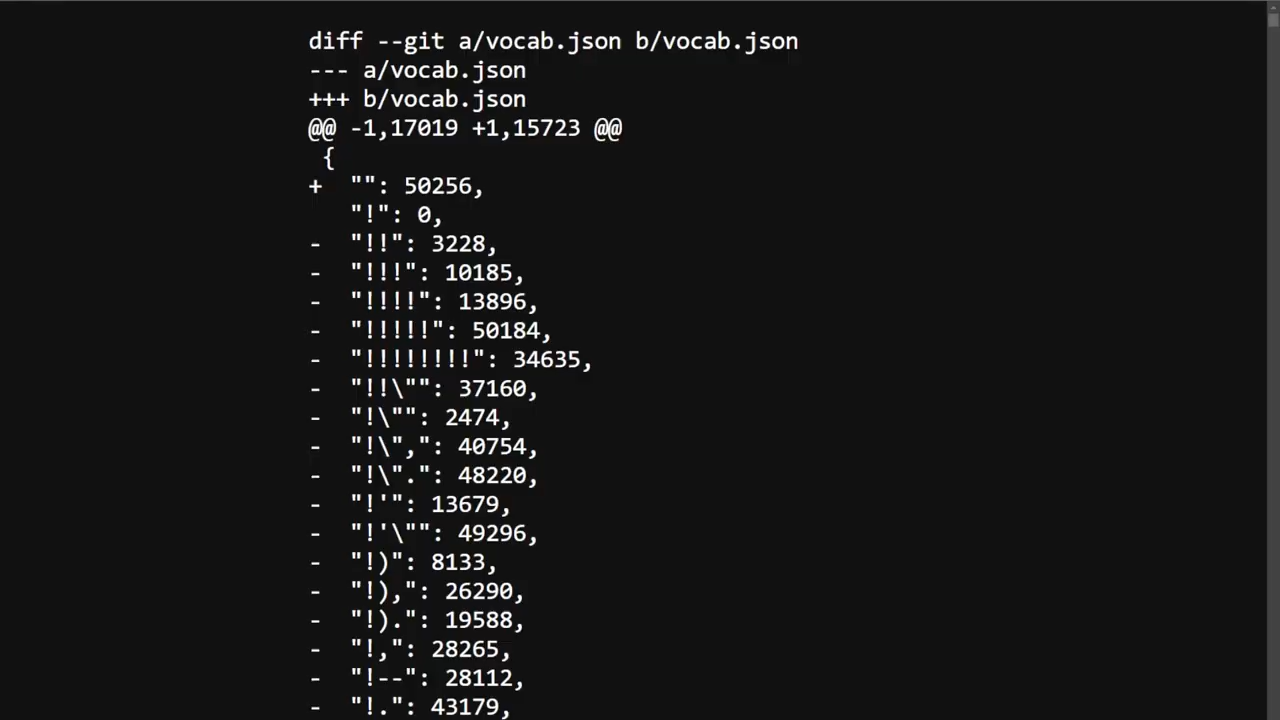 diff --git a/vocab.json b/vocab.json
--- a/vocab.json
+++ b/vocab.json
@@ -1,17019 +1,15723 @@
 {
+  "": 50256,
   "!": 0,
-  "!!": 3228,
-  "!!!": 10185,
-  "!!!!": 13896,
-  "!!!!!": 50184,
-  "!!!!!!!!": 34635,
-  "!!\"": 37160,
-  "!\"": 2474,
-  "!\",": 40754,
-  "!\".": 48220,
-  "!'": 13679,
-  "!'\"": 49296,
-  "!)": 8133,
-  "!),": 26290,
-  "!).": 19588,
-  "!,": 28265,
-  "!--": 28112,
-  "!.": 43179,